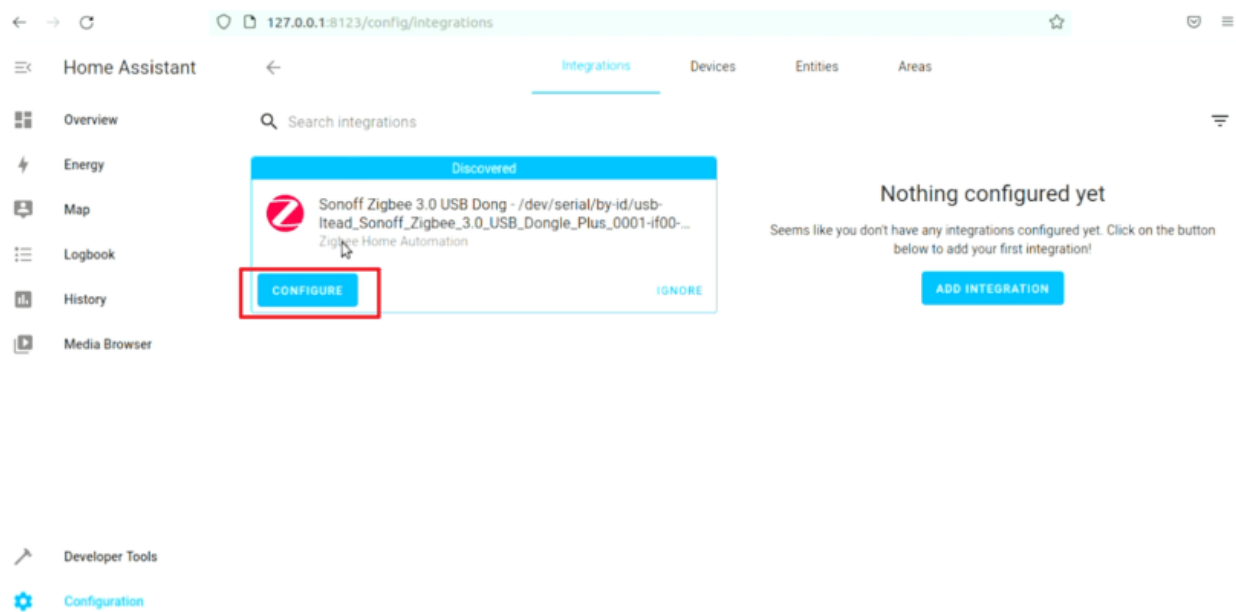 127.0.0.1:8123/config/integrations
Home Assistant
Integrations
Devices
Entities
Areas
Overview
Search integrations
Energy
Discovered
Map
Sonoff Zigbee 3.0 USB Dong - /dev/serial/by-id/usb-
Itead_Sonoff_Zigbee_3.0_USB_Dongle_Plus_0001-if00-...
Zigbee Home Automation
Nothing configured yet
Seems like you don't have any integrations configured yet. Click on the button
below to add your first integration!
Logbook
History
CONFIGURE
IGNORE
ADD INTEGRATION
Media Browser
Developer Tools
Configuration